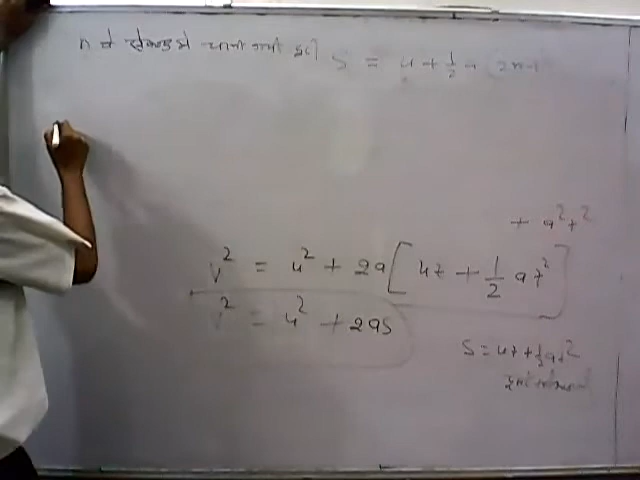 n वे सेकण्ड में चली गयी दूरी S = u + 1/2 a 2n-1
+ a²t²
v² = u² + 2a [ut + 1/2 at²]
v² = u² + 2as
S = ut + 1/2 at²